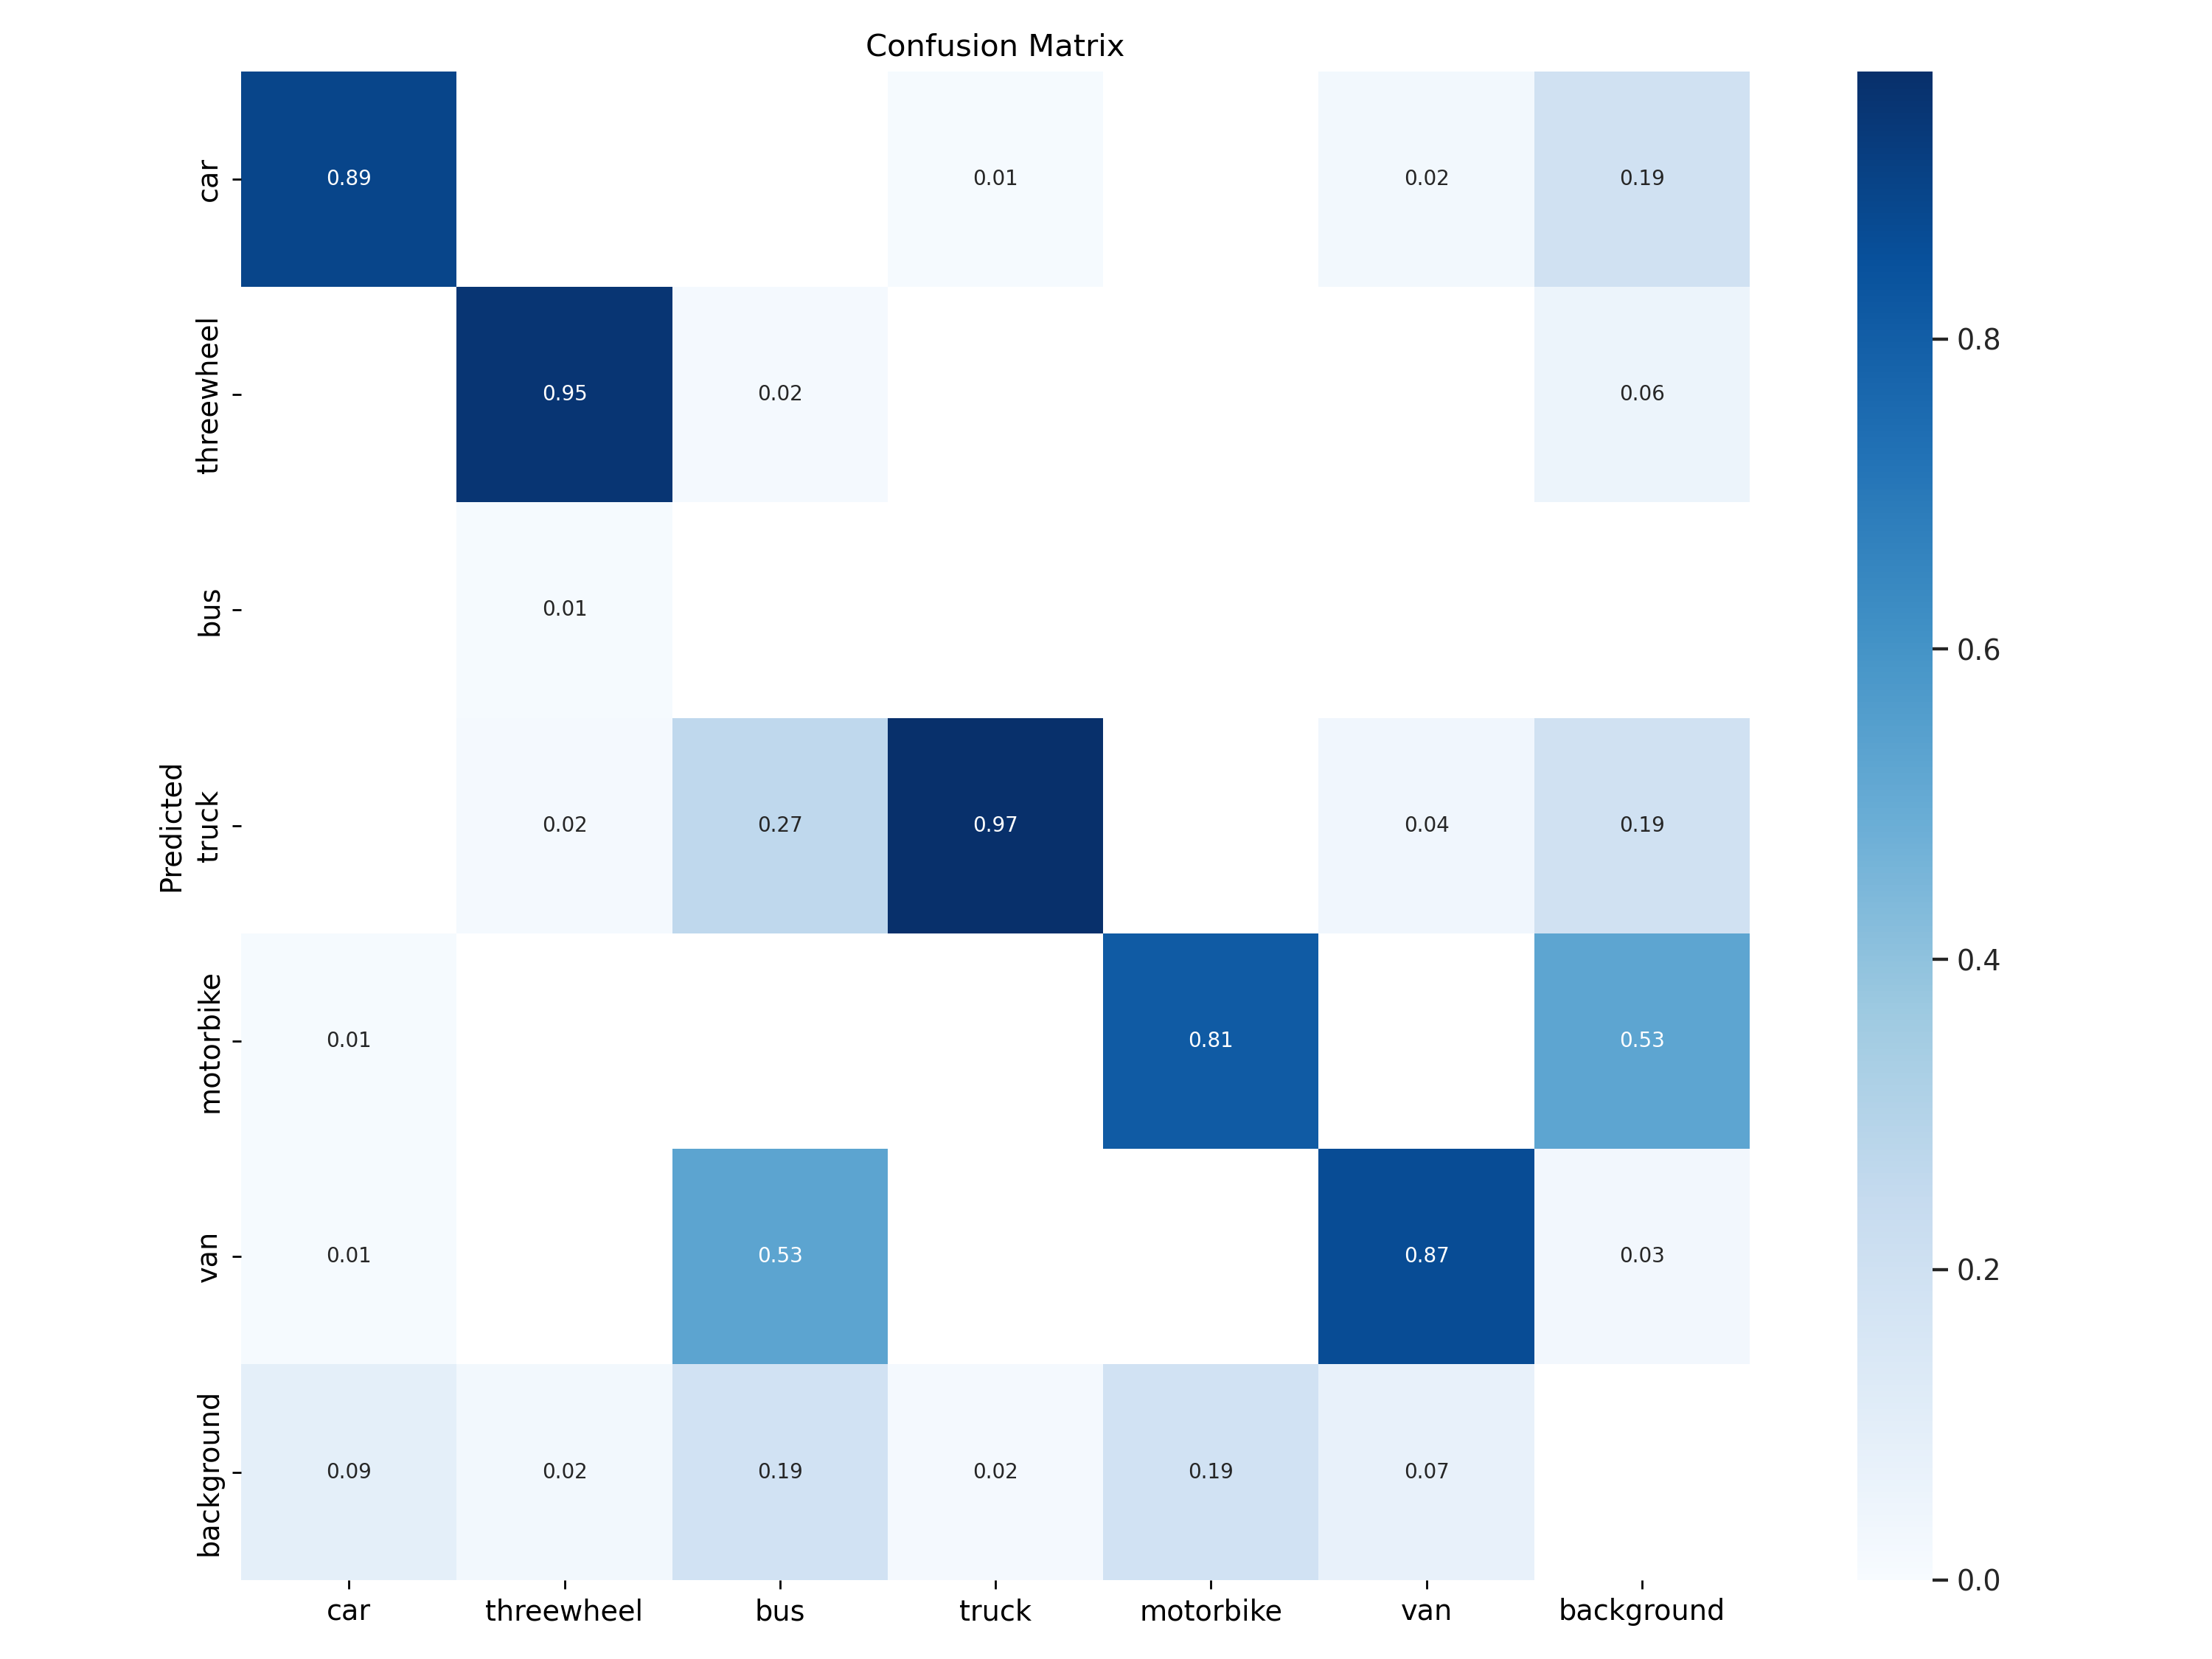 Confusion Matrix
car 0.89 0.01 0.02 0.19
threewheel 0.95 0.02 0.06
bus 0.01
truck 0.02 0.27 0.97 0.04 0.19
motorbike 0.01 0.81 0.53
van 0.01 0.53 0.87 0.03
background 0.09 0.02 0.19 0.02 0.19 0.07
Predicted
car threewheel bus truck motorbike van background
0.8
0.6
0.4
0.2
0.0